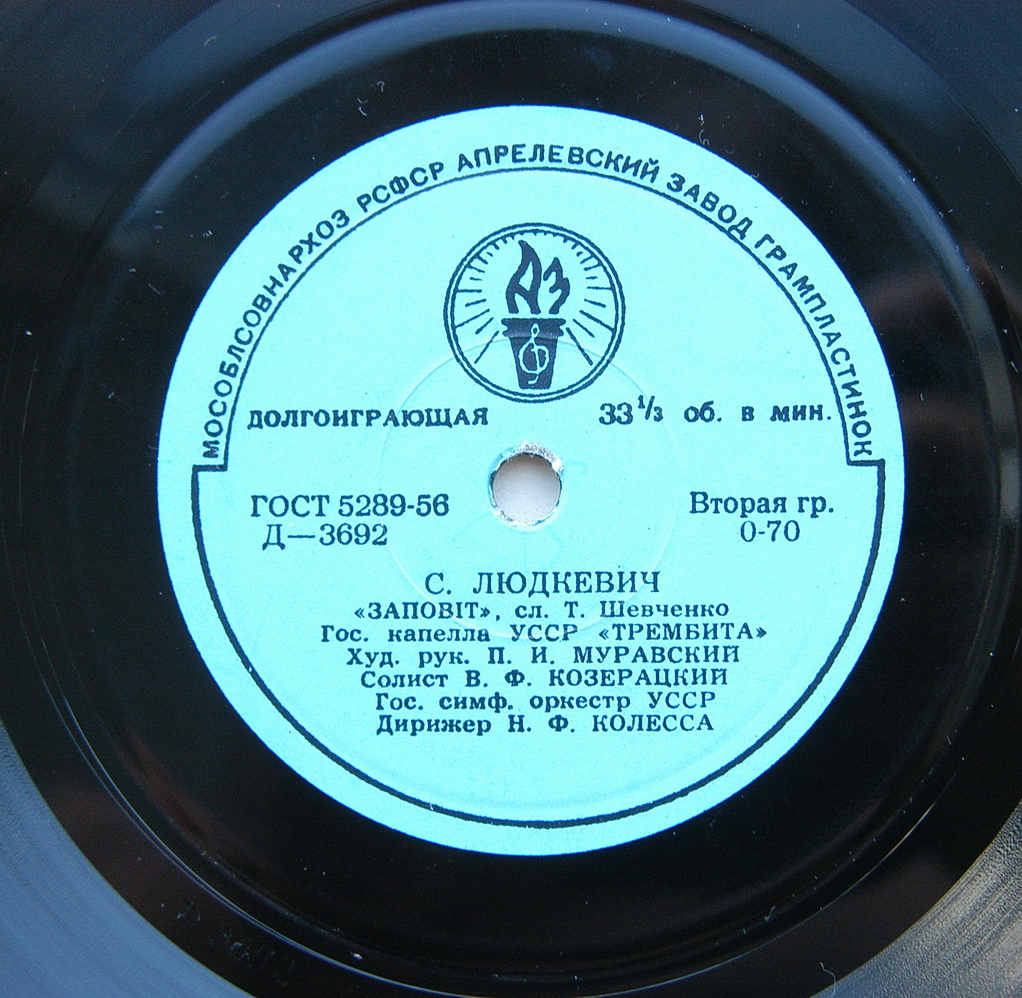 МОСОБЛСОВНАРХОЗ РСФСР АПРЕЛЕВСКИЙ ЗАВОД ГРАМПЛАСТИНОК
АЗ
ДОЛГОИГРАЮЩАЯ 33 1/3 об. в мин.
ГОСТ 5289-56 Вторая гр.
Д—3692 0-70
С. ЛЮДКЕВИЧ
«ЗАПОВІТ», сл. Т. Шевченко
Гос. капелла УССР «ТРЕМБИТА»
Худ. рук. П. И. МУРАВСКИЙ
Солист В. Ф. КОЗЕРАЦКИЙ
Гос. симф. оркестр УССР
Дирижер Н. Ф. КОЛЕССА